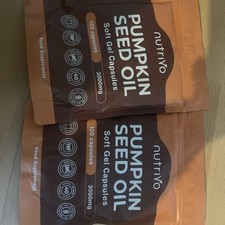 nutriVo
PUMPKIN
SEED OIL
Soft Gel Capsules
120 capsules
3000mg
Food Supplement
nutriVo
PUMPKIN
SEED OIL
Soft Gel Capsules
120 capsules
3000mg
Food Supplement